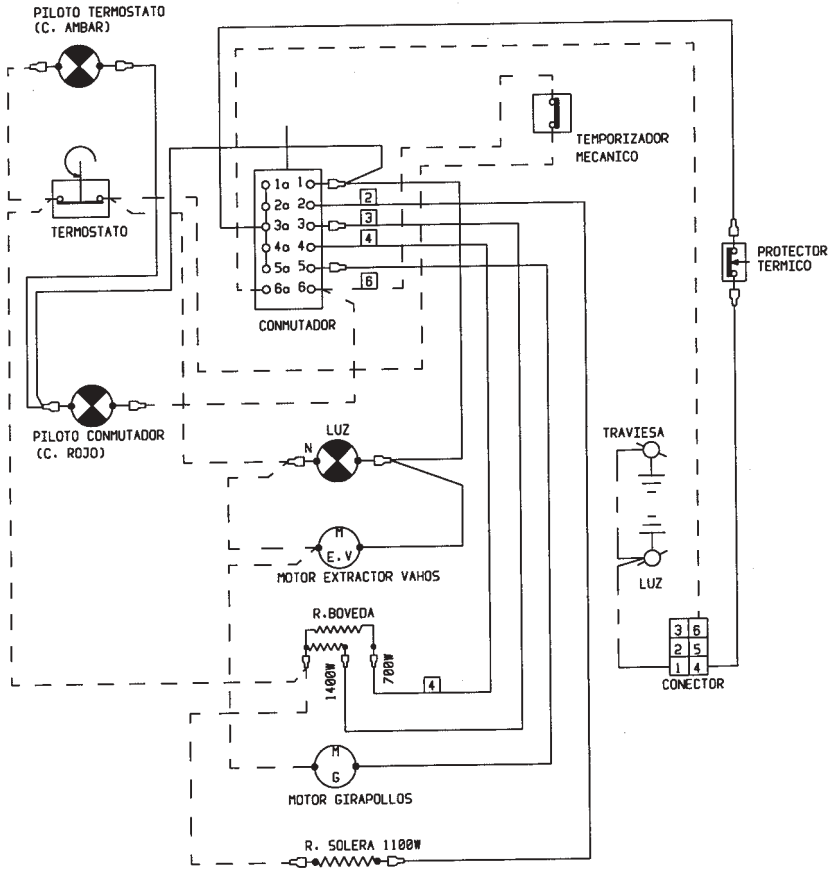 PILOTO TERMOSTATO
(C. AMBAR)
TERMOSTATO
TEMPORIZADOR
MECANICO
1a 1
2a 2
3a 3
4a 4
5a 5
6a 6
2
3
4
6
CONMUTADOR
PROTECTOR
TERMICO
PILOTO CONMUTADOR
(C. ROJO)
LUZ
N
TRAVIESA
M
E.V
MOTOR EXTRACTOR VAHOS
LUZ
R.BOVEDA
1400W
700W
4
3 6
2 5
1 4
CONECTOR
M
G
MOTOR GIRAPOLLOS
R. SOLERA 1100W